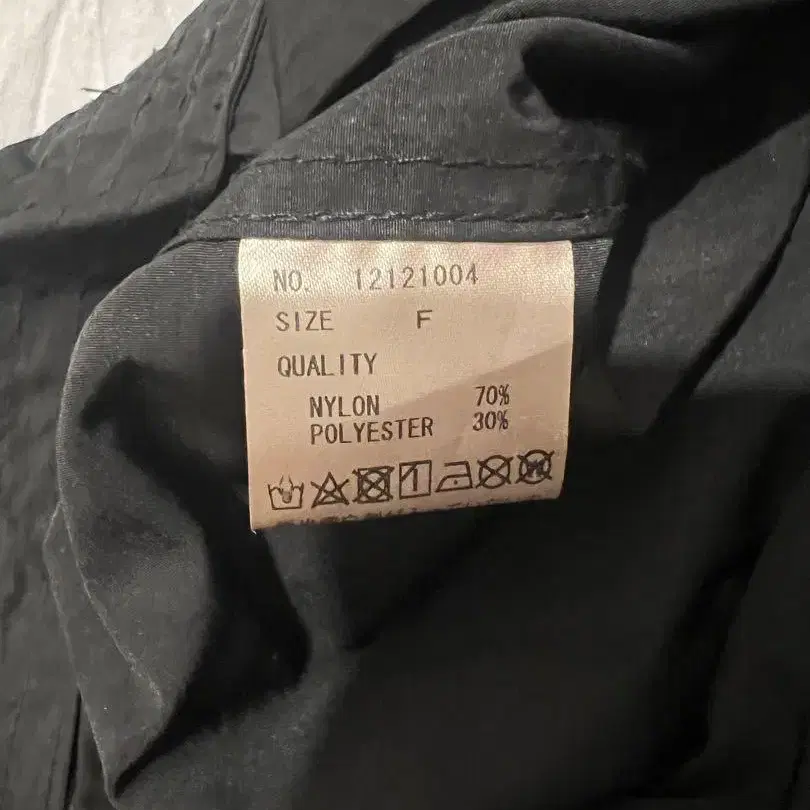 NO. 12121004
SIZE F
QUALITY
NYLON 70%
POLYESTER 30%